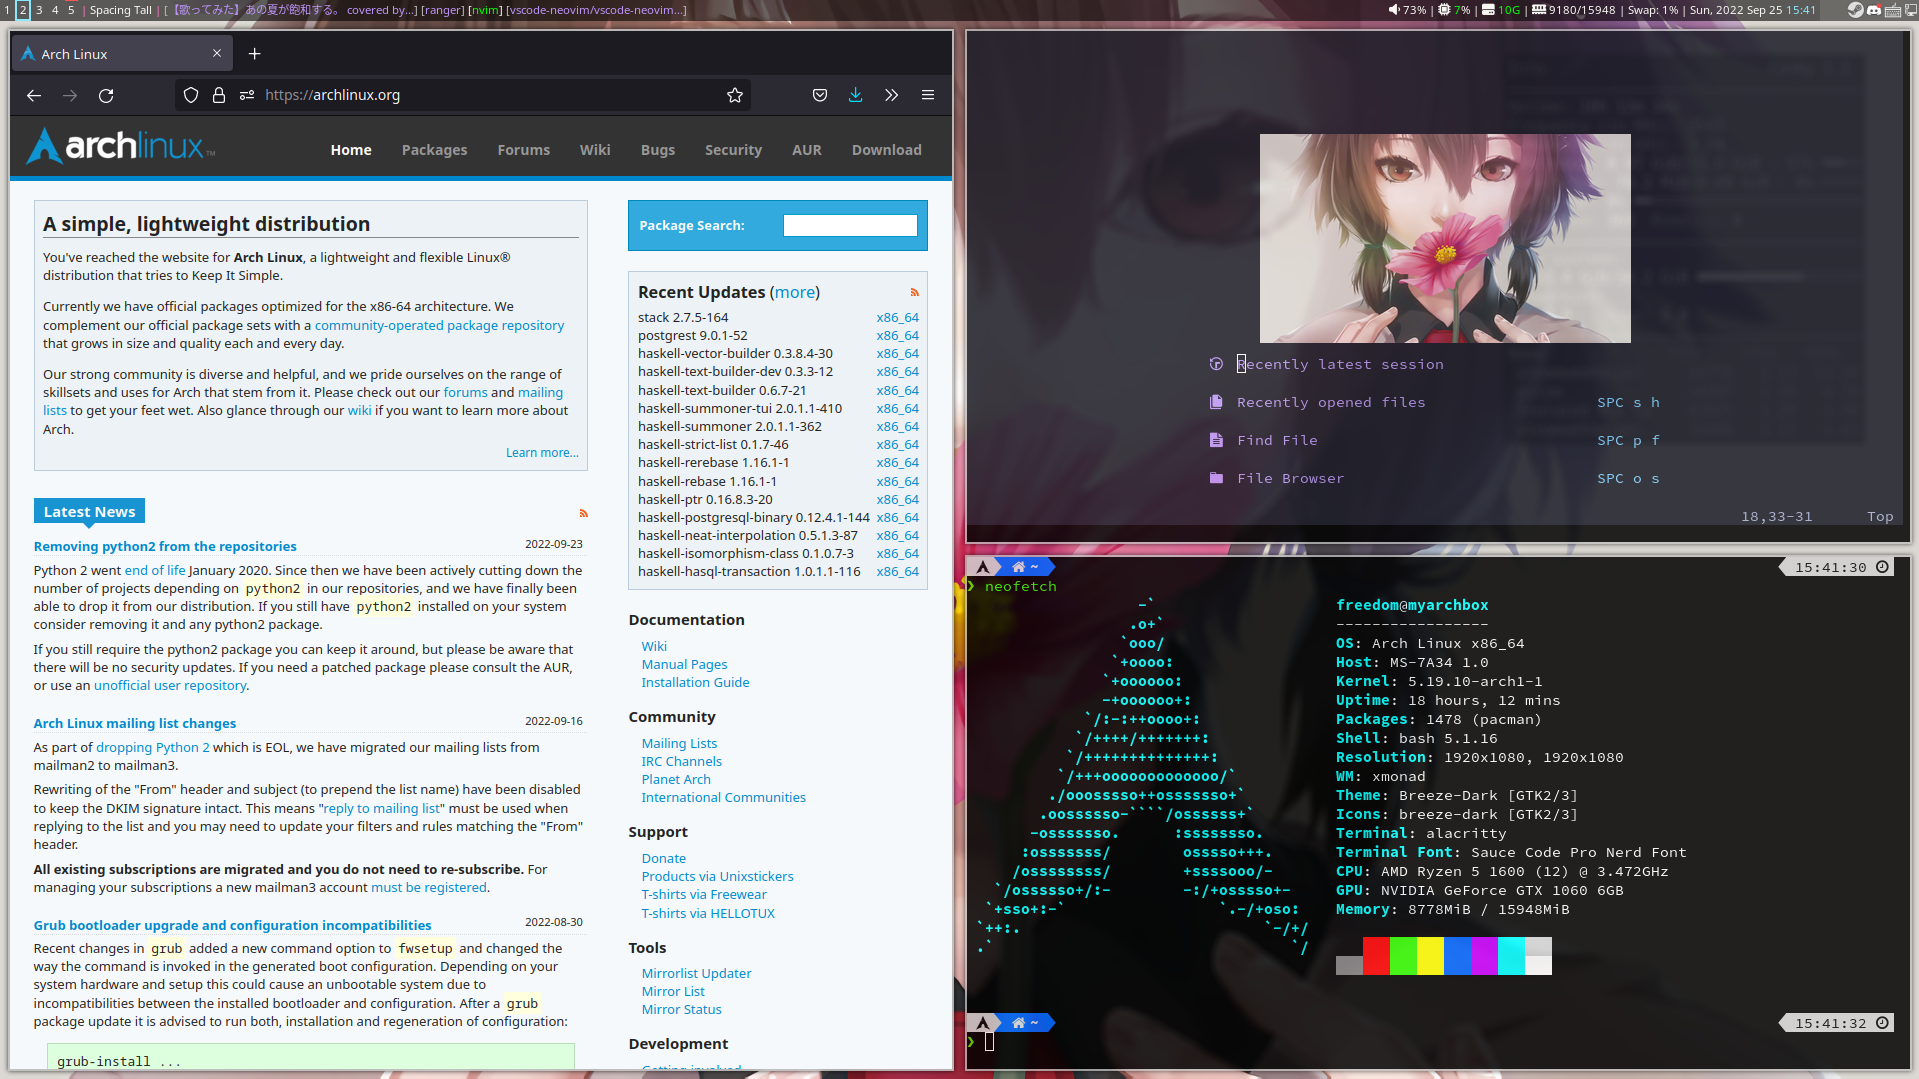 1 2 3 4 5 | Spacing Tall | [【歌ってみた】あの夏が飽和する。 covered by...] [ranger] [nvim] [vscode-neovim/vscode-neovim...]
73% | 7% | 10G | 9180/15948 | Swap: 1% | Sun, 2022 Sep 25 15:41
Arch Linux
https://archlinux.org
archlinux™
Home Packages Forums Wiki Bugs Security AUR Download
A simple, lightweight distribution
You've reached the website for Arch Linux, a lightweight and flexible Linux®
distribution that tries to Keep It Simple.
Currently we have official packages optimized for the x86-64 architecture. We
complement our official package sets with a community-operated package repository
that grows in size and quality each and every day.
Our strong community is diverse and helpful, and we pride ourselves on the range of
skillsets and uses for Arch that stem from it. Please check out our forums and mailing
lists to get your feet wet. Also glance through our wiki if you want to learn more about
Arch.
Learn more...
Latest News
Removing python2 from the repositories 2022-09-23
Python 2 went end of life January 2020. Since then we have been actively cutting down the
number of projects depending on python2 in our repositories, and we have finally been
able to drop it from our distribution. If you still have python2 installed on your system
consider removing it and any python2 package.
If you still require the python2 package you can keep it around, but please be aware that
there will be no security updates. If you need a patched package please consult the AUR,
or use an unofficial user repository.
Arch Linux mailing list changes 2022-09-16
As part of dropping Python 2 which is EOL, we have migrated our mailing lists from
mailman2 to mailman3.
Rewriting of the "From" header and subject (to prepend the list name) have been disabled
to keep the DKIM signature intact. This means "reply to mailing list" must be used when
replying to the list and you may need to update your filters and rules matching the "From"
header.
All existing subscriptions are migrated and you do not need to re-subscribe. For
managing your subscriptions a new mailman3 account must be registered.
Grub bootloader upgrade and configuration incompatibilities 2022-08-30
Recent changes in grub added a new command option to fwsetup and changed the
way the command is invoked in the generated boot configuration. Depending on your
system hardware and setup this could cause an unbootable system due to
incompatibilities between the installed bootloader and configuration. After a grub
package update it is advised to run both, installation and regeneration of configuration:
grub-install ...
Package Search:
Recent Updates (more)
stack 2.7.5-164 x86_64
postgrest 9.0.1-52 x86_64
haskell-vector-builder 0.3.8.4-30 x86_64
haskell-text-builder-dev 0.3.3-12 x86_64
haskell-text-builder 0.6.7-21 x86_64
haskell-summoner-tui 2.0.1.1-410 x86_64
haskell-summoner 2.0.1.1-362 x86_64
haskell-strict-list 0.1.7-46 x86_64
haskell-rerebase 1.16.1-1 x86_64
haskell-rebase 1.16.1-1 x86_64
haskell-ptr 0.16.8.3-20 x86_64
haskell-postgresql-binary 0.12.4.1-144 x86_64
haskell-neat-interpolation 0.5.1.3-87 x86_64
haskell-isomorphism-class 0.1.0.7-3 x86_64
haskell-hasql-transaction 1.0.1.1-116 x86_64
Documentation
Wiki
Manual Pages
Installation Guide
Community
Mailing Lists
IRC Channels
Planet Arch
International Communities
Support
Donate
Products via Unixstickers
T-shirts via Freewear
T-shirts via HELLOTUX
Tools
Mirrorlist Updater
Mirror List
Mirror Status
Development
Getting involved
Recently latest session
Recently opened files SPC s h
Find File SPC p f
File Browser SPC o s
18,33-31 Top
~ 15:41:30
❯ neofetch
-`
.o+`
`ooo/
`+oooo:
`+oooooo:
-+oooooo+:
`/:-:++oooo+:
`/++++/+++++++:
`/++++++++++++++:
`/+++ooooooooooooo/`
./ooosssso++osssssso+`
.oossssso-````/ossssss+`
-osssssso.      :ssssssso.
:osssssss/        osssso+++.
/ossssssss/        +ssssooo/-
`/ossssso+/:-        -:/+osssso+-
`+sso+:-`                 `.-/+oso:
`++:.                           `-/+/
.`                                 `/
freedom@myarchbox
-----------------
OS: Arch Linux x86_64
Host: MS-7A34 1.0
Kernel: 5.19.10-arch1-1
Uptime: 18 hours, 12 mins
Packages: 1478 (pacman)
Shell: bash 5.1.16
Resolution: 1920x1080, 1920x1080
WM: xmonad
Theme: Breeze-Dark [GTK2/3]
Icons: breeze-dark [GTK2/3]
Terminal: alacritty
Terminal Font: Sauce Code Pro Nerd Font
CPU: AMD Ryzen 5 1600 (12) @ 3.472GHz
GPU: NVIDIA GeForce GTX 1060 6GB
Memory: 8778MiB / 15948MiB
~ 15:41:32
❯